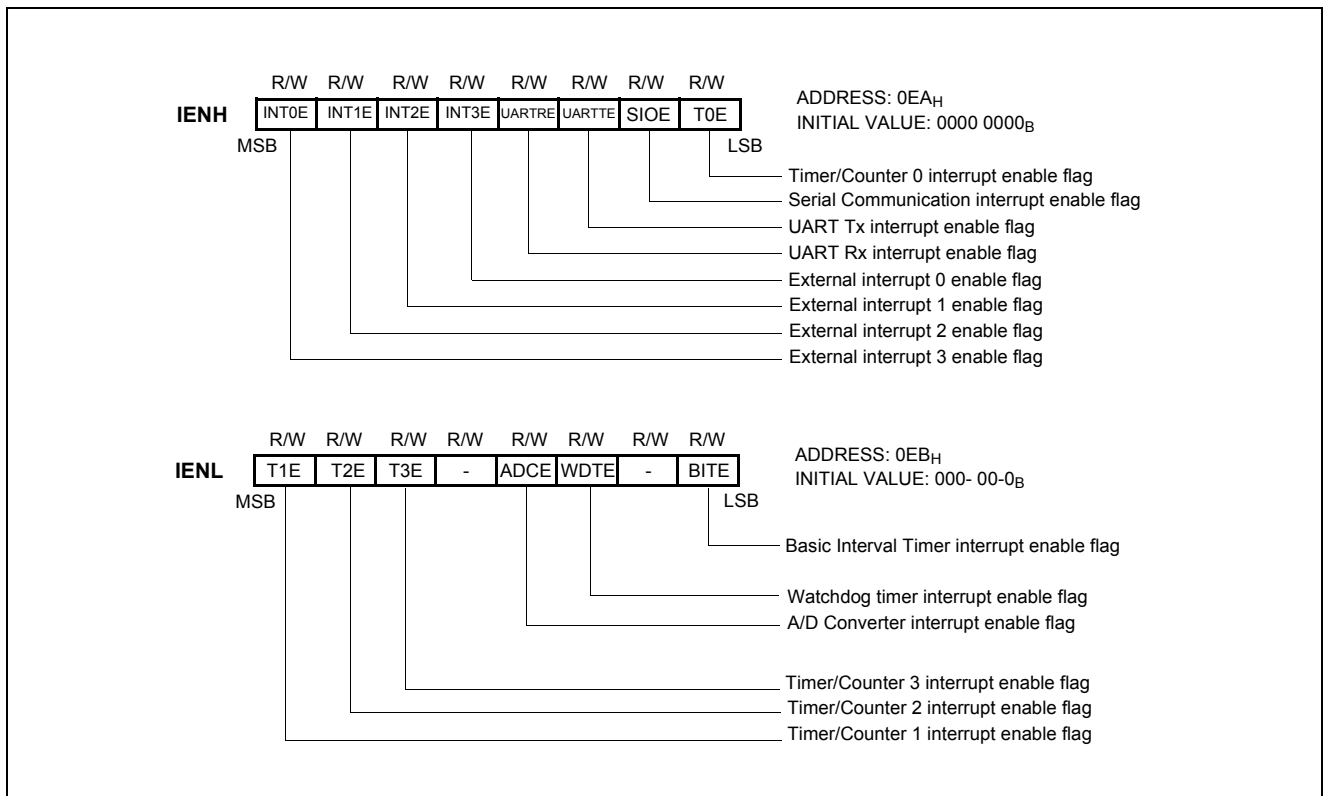 R/W R/W R/W R/W R/W R/W R/W R/W
IENH INT0E INT1E INT2E INT3E UARTRE UARTTE SIOE T0E
MSB LSB
ADDRESS: 0EAH
INITIAL VALUE: 0000 0000B
Timer/Counter 0 interrupt enable flag
Serial Communication interrupt enable flag
UART Tx interrupt enable flag
UART Rx interrupt enable flag
External interrupt 0 enable flag
External interrupt 1 enable flag
External interrupt 2 enable flag
External interrupt 3 enable flag
R/W R/W R/W R/W R/W R/W R/W R/W
IENL T1E T2E T3E - ADCE WDTE - BITE
MSB LSB
ADDRESS: 0EBH
INITIAL VALUE: 000- 00-0B
Basic Interval Timer interrupt enable flag
Watchdog timer interrupt enable flag
A/D Converter interrupt enable flag
Timer/Counter 3 interrupt enable flag
Timer/Counter 2 interrupt enable flag
Timer/Counter 1 interrupt enable flag